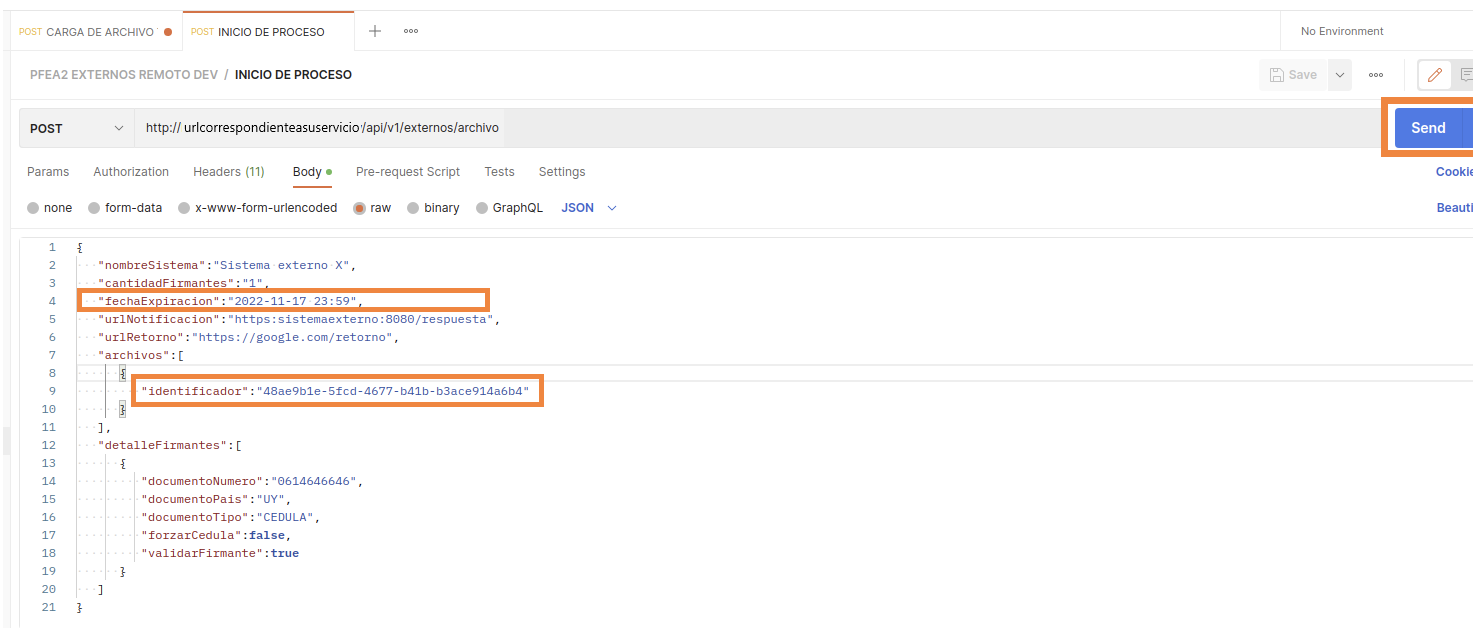 POST CARGA DE ARCHIVO
POST INICIO DE PROCESO
No Environment
PFEA2 EXTERNOS REMOTO DEV / INICIO DE PROCESO
Save
POST
http:// urlcorrespondienteasuservicio/api/v1/externos/archivo
Send
Params Authorization Headers (11) Body Pre-request Script Tests Settings
Cookie
none form-data x-www-form-urlencoded raw binary GraphQL JSON
Beauti
1 {
2 "nombreSistema":"Sistema externo X",
3 "cantidadFirmantes":"1",
4 "fechaExpiracion":"2022-11-17 23:59",
5 "urlNotificacion":"https:sistemaexterno:8080/respuesta",
6 "urlRetorno":"https://google.com/retorno",
7 "archivos":[
8 {
9 "identificador":"48ae9b1e-5fcd-4677-b41b-b3ace914a6b4"
10 }
11 ],
12 "detalleFirmantes":[
13 {
14 "documentoNumero":"0614646646",
15 "documentoPais":"UY",
16 "documentoTipo":"CEDULA",
17 "forzarCedula":false,
18 "validarFirmante":true
19 }
20 ]
21 }